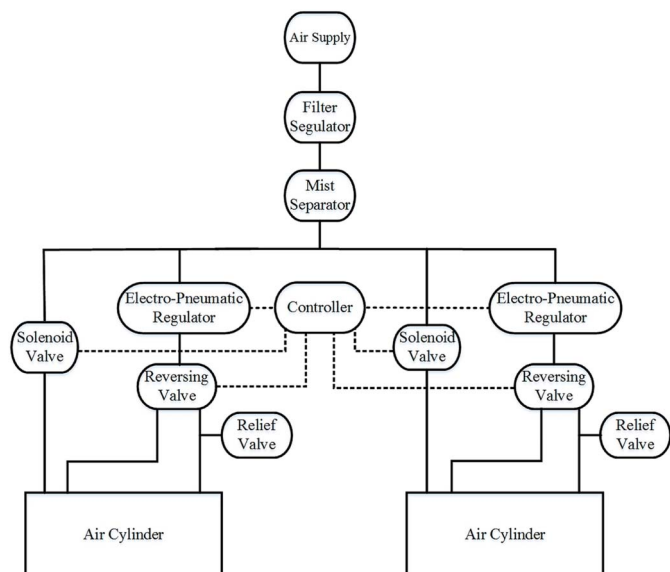 Air Supply
Filter
Segulator
Mist
Separator
Electro-Pneumatic
Regulator
Controller
Electro-Pneumatic
Regulator
Solenoid
Valve
Solenoid
Valve
Reversing
Valve
Reversing
Valve
Relief
Valve
Relief
Valve
Air Cylinder
Air Cylinder